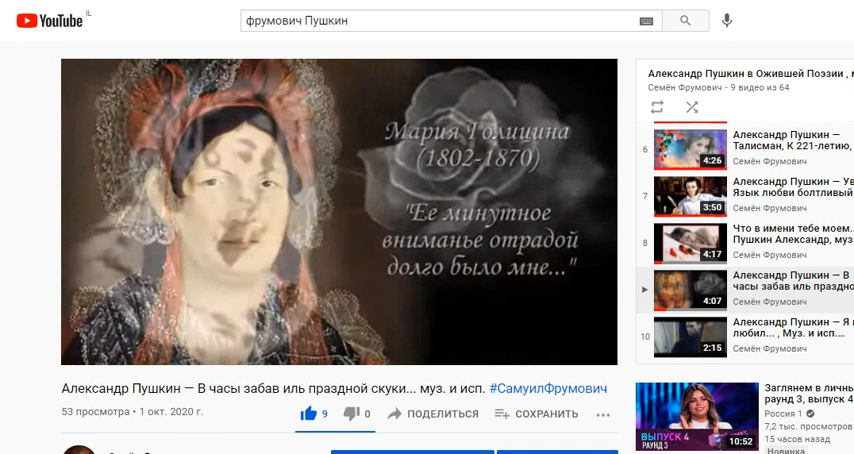 YouTube IL
фрумович Пушкин
Мария Голицина
(1802-1870)
"Ее минутное
вниманье отрадой
долго было мне..."
Александр Пушкин — В часы забав иль праздной скуки... муз. и исп. #СамуилФрумович
53 просмотра • 1 окт. 2020 г.
9
0
ПОДЕЛИТЬСЯ
СОХРАНИТЬ
Александр Пушкин в Ожившей Поэзии ,
Семён Фрумович - 9 видео из 64
6
4:26
Александр Пушкин —
Талисман, К 221-летию,
Семён Фрумович
7
3:50
Александр Пушкин — Ув
Язык любви болтливый
Семён Фрумович
8
4:17
Что в имени тебе моем..
Пушкин Александр, муз
Семён Фрумович
4:07
Александр Пушкин — В
часы забав иль праздно
Семён Фрумович
10
2:15
Александр Пушкин — Я
любил... , Муз. и исп....
Семён Фрумович
ВЫПУСК 4
РАУНД 3
10:52
Заглянем в личны
раунд 3, выпуск 4
Россия 1
7,2 тыс. просмотров
15 часов назад
Новинка